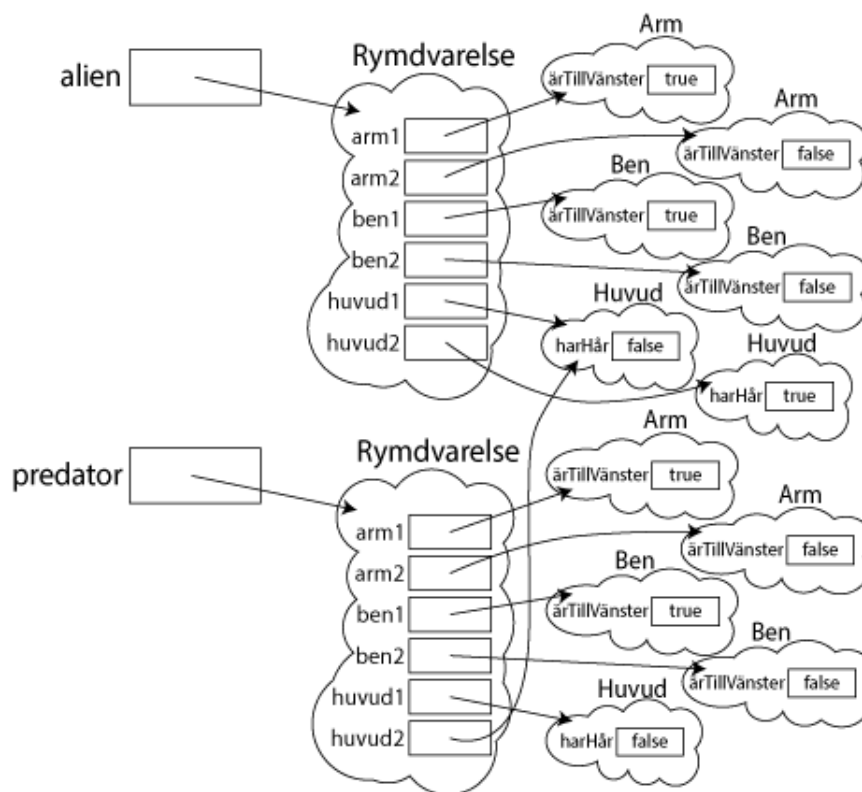 alien
Rymdvarelse
arm1
arm2
ben1
ben2
huvud1
huvud2
Arm
ärTillVänster true
Arm
ärTillVänster false
Ben
ärTillVänster true
Ben
ärTillVänster false
Huvud
harHår false
Huvud
harHår true
predator
Rymdvarelse
arm1
arm2
ben1
ben2
huvud1
huvud2
Arm
ärTillVänster true
Arm
ärTillVänster false
Ben
ärTillVänster true
Ben
ärTillVänster false
Huvud
harHår false